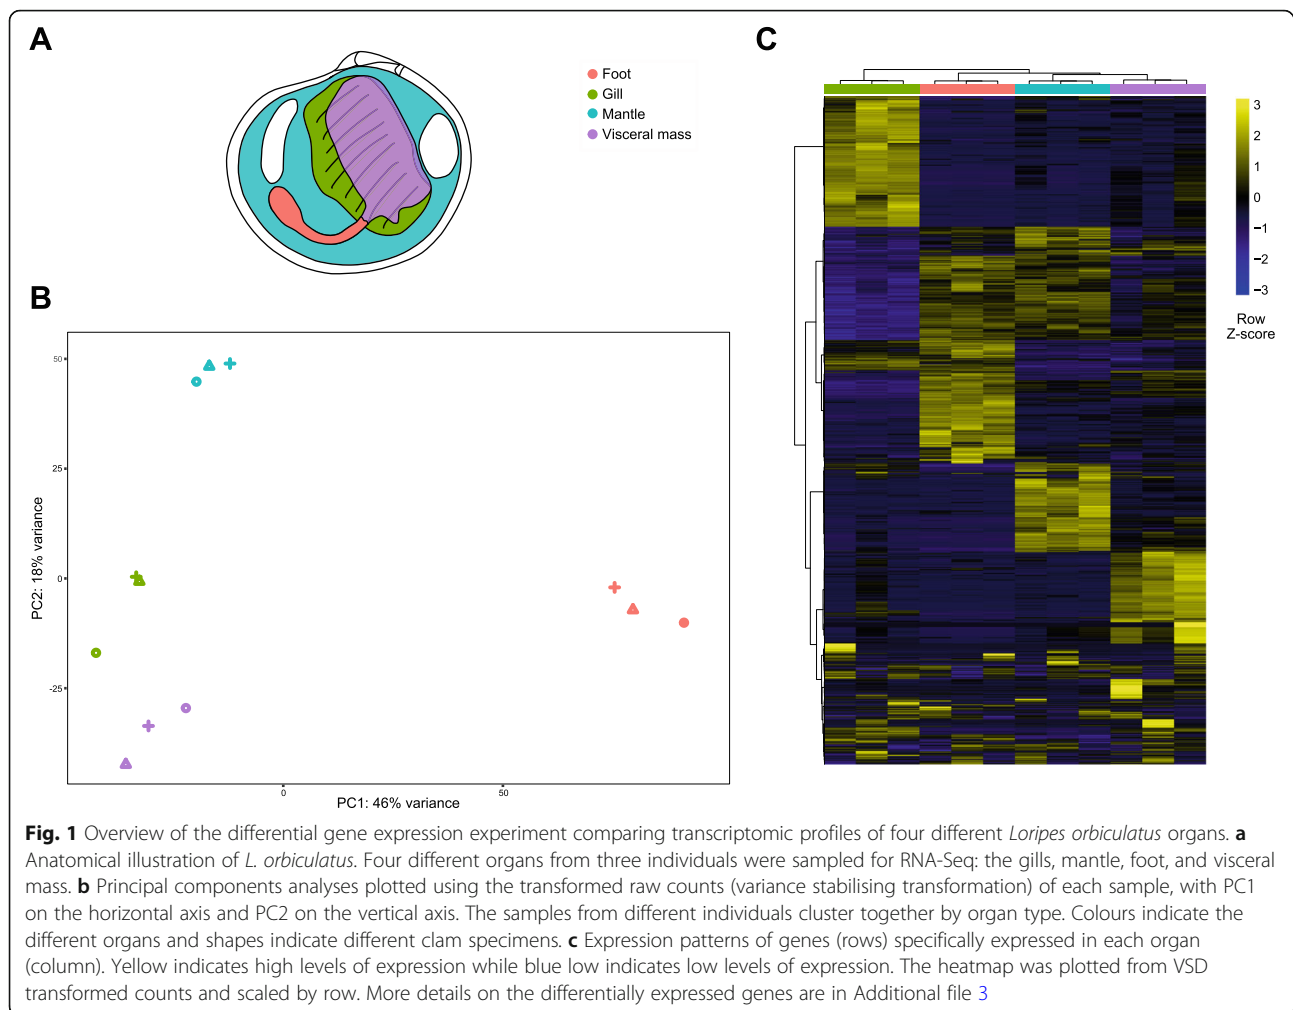 A
Foot
Gill
Mantle
Visceral mass
C
3
2
1
0
−1
−2
−3
Row
Z-score
B
50
25
0
-25
PC2: 18% variance
0
50
PC1: 46% variance
Fig. 1 Overview of the differential gene expression experiment comparing transcriptomic profiles of four different Loripes orbiculatus organs. a
Anatomical illustration of L. orbiculatus. Four different organs from three individuals were sampled for RNA-Seq: the gills, mantle, foot, and visceral
mass. b Principal components analyses plotted using the transformed raw counts (variance stabilising transformation) of each sample, with PC1
on the horizontal axis and PC2 on the vertical axis. The samples from different individuals cluster together by organ type. Colours indicate the
different organs and shapes indicate different clam specimens. c Expression patterns of genes (rows) specifically expressed in each organ
(column). Yellow indicates high levels of expression while blue low indicates low levels of expression. The heatmap was plotted from VSD
transformed counts and scaled by row. More details on the differentially expressed genes are in Additional file 3